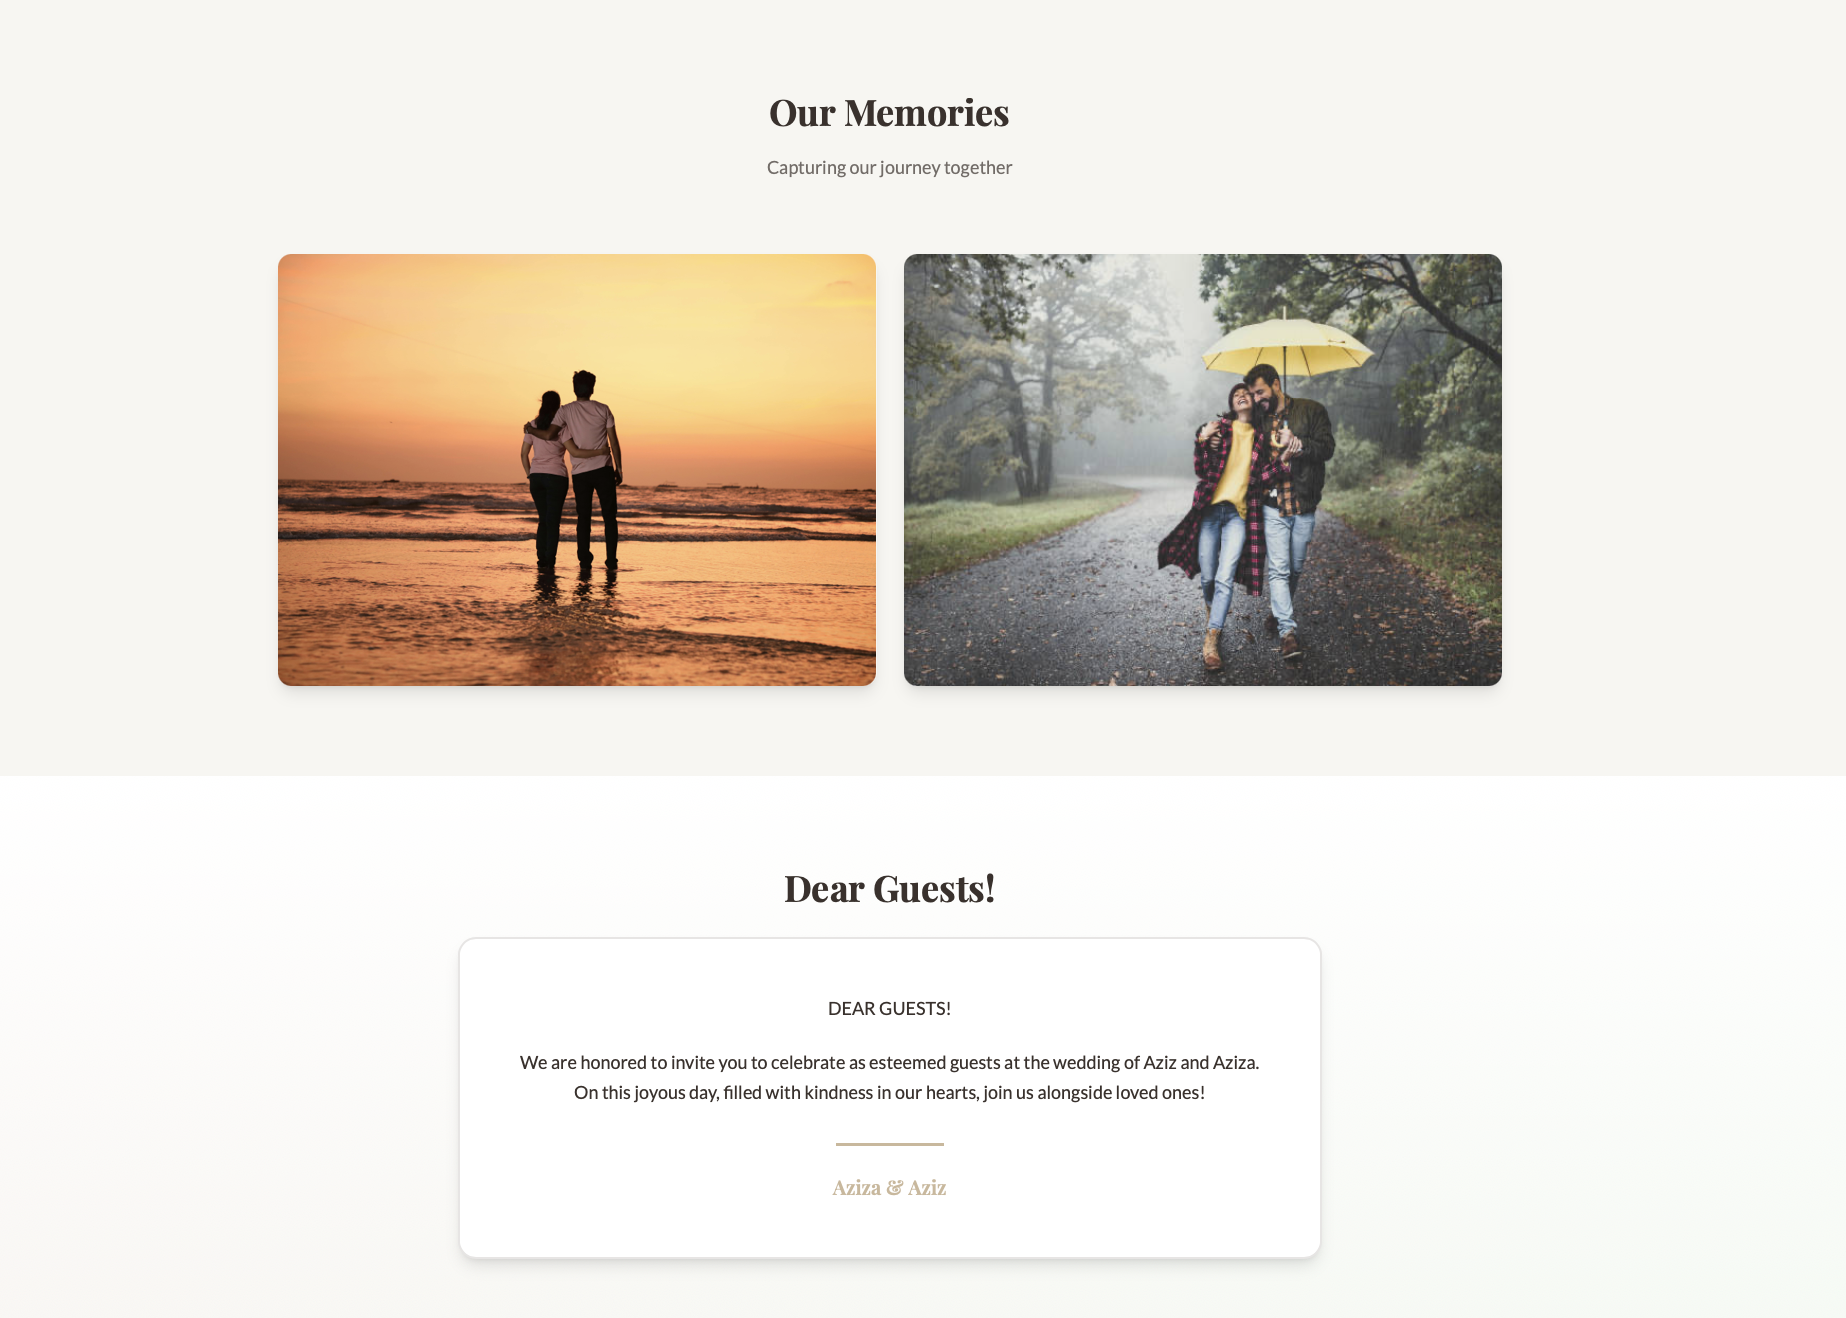 Our Memories
Capturing our journey together
Dear Guests!
DEAR GUESTS!
We are honored to invite you to celebrate as esteemed guests at the wedding of Aziz and Aziza.
On this joyous day, filled with kindness in our hearts, join us alongside loved ones!
Aziza & Aziz